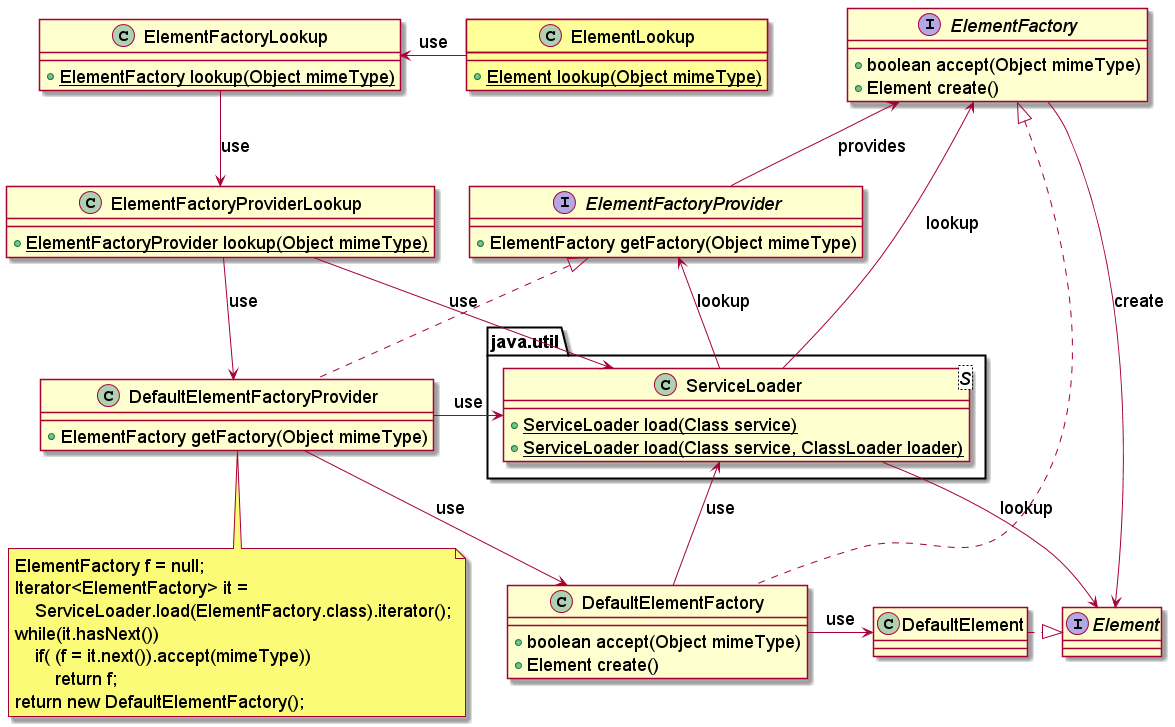 C ElementFactoryLookup
ElementFactory lookup(Object mimeType)
use
C ElementLookup
Element lookup(Object mimeType)
I ElementFactory
boolean accept(Object mimeType)
Element create()
use
provides
C ElementFactoryProviderLookup
ElementFactoryProvider lookup(Object mimeType)
I ElementFactoryProvider
ElementFactory getFactory(Object mimeType)
lookup
use
use
lookup
create
java.util
C DefaultElementFactoryProvider
ElementFactory getFactory(Object mimeType)
use
C ServiceLoader
S
ServiceLoader load(Class service)
ServiceLoader load(Class service, ClassLoader loader)
use
use
lookup
ElementFactory f = null;
Iterator<ElementFactory> it =
ServiceLoader.load(ElementFactory.class).iterator();
while(it.hasNext())
if( (f = it.next()).accept(mimeType))
return f;
return new DefaultElementFactory();
C DefaultElementFactory
boolean accept(Object mimeType)
Element create()
use
C DefaultElement
I Element